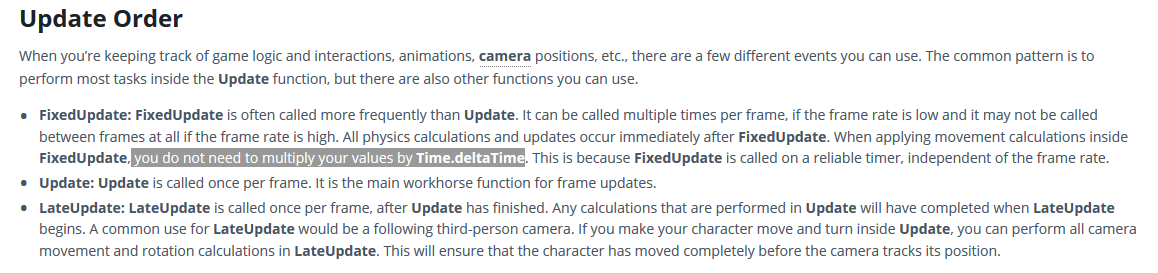 Update Order
When you’re keeping track of game logic and interactions, animations, camera positions, etc., there are a few different events you can use. The common pattern is to
perform most tasks inside the Update function, but there are also other functions you can use.
• FixedUpdate: FixedUpdate is often called more frequently than Update. It can be called multiple times per frame, if the frame rate is low and it may not be called
between frames at all if the frame rate is high. All physics calculations and updates occur immediately after FixedUpdate. When applying movement calculations inside
FixedUpdate, you do not need to multiply your values by Time.deltaTime. This is because FixedUpdate is called on a reliable timer, independent of the frame rate.
• Update: Update is called once per frame. It is the main workhorse function for frame updates.
• LateUpdate: LateUpdate is called once per frame, after Update has finished. Any calculations that are performed in Update will have completed when LateUpdate
begins. A common use for LateUpdate would be a following third-person camera. If you make your character move and turn inside Update, you can perform all camera
movement and rotation calculations in LateUpdate. This will ensure that the character has moved completely before the camera tracks its position.